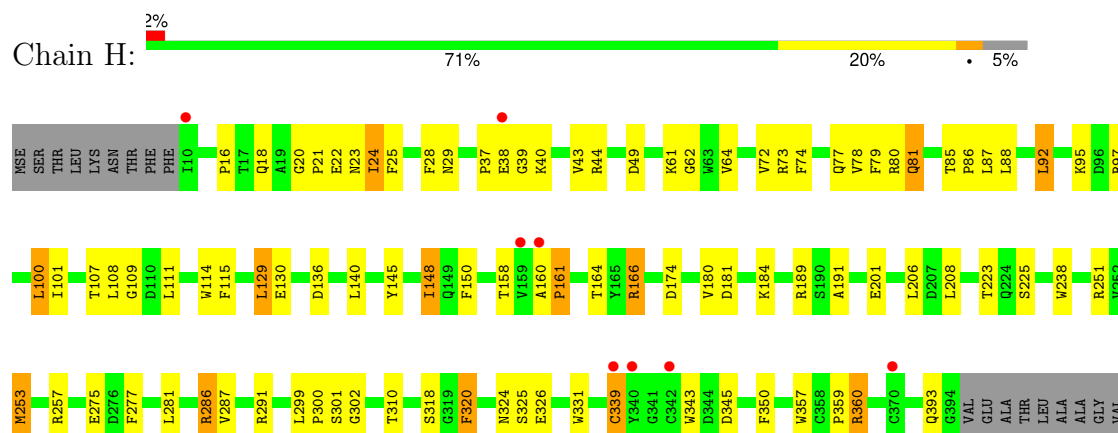 2%
Chain H:
71% 20% • 5%
MSE SER THR LEU LYS ASN THR PHE PHE I10 P16 T17 Q18 A19 G20 P21 E22 N23 I24 F25 F28 N29 P37 E38 G39 K40 V43 R44 D49 K61 G62 W63 V64 V72 R73 F74 Q77 V78 F79 R80 Q81 T85 P86 L87 L88 L92 K95 D96 R97
L100 I101 T107 L108 G109 D110 L111 W114 F115 L129 E130 D136 L140 Y145 I148 Q149 F150 T158 V159 A160 P161 T164 Y165 R166 D174 V180 D181 K184 R189 S190 A191 E201 L206 D207 L208 T223 Q224 S225 W238 R251 V252
M253 R257 E275 D276 F277 L281 R286 V287 R291 L299 P300 S301 G302 T310 S318 G319 F320 N324 S325 E326 W331 C339 Y340 G341 C342 W343 D344 D345 F350 W357 C358 P359 R360 C370 Q393 G394 VAL GLU ALA THR LEU ALA ALA GLY VAL